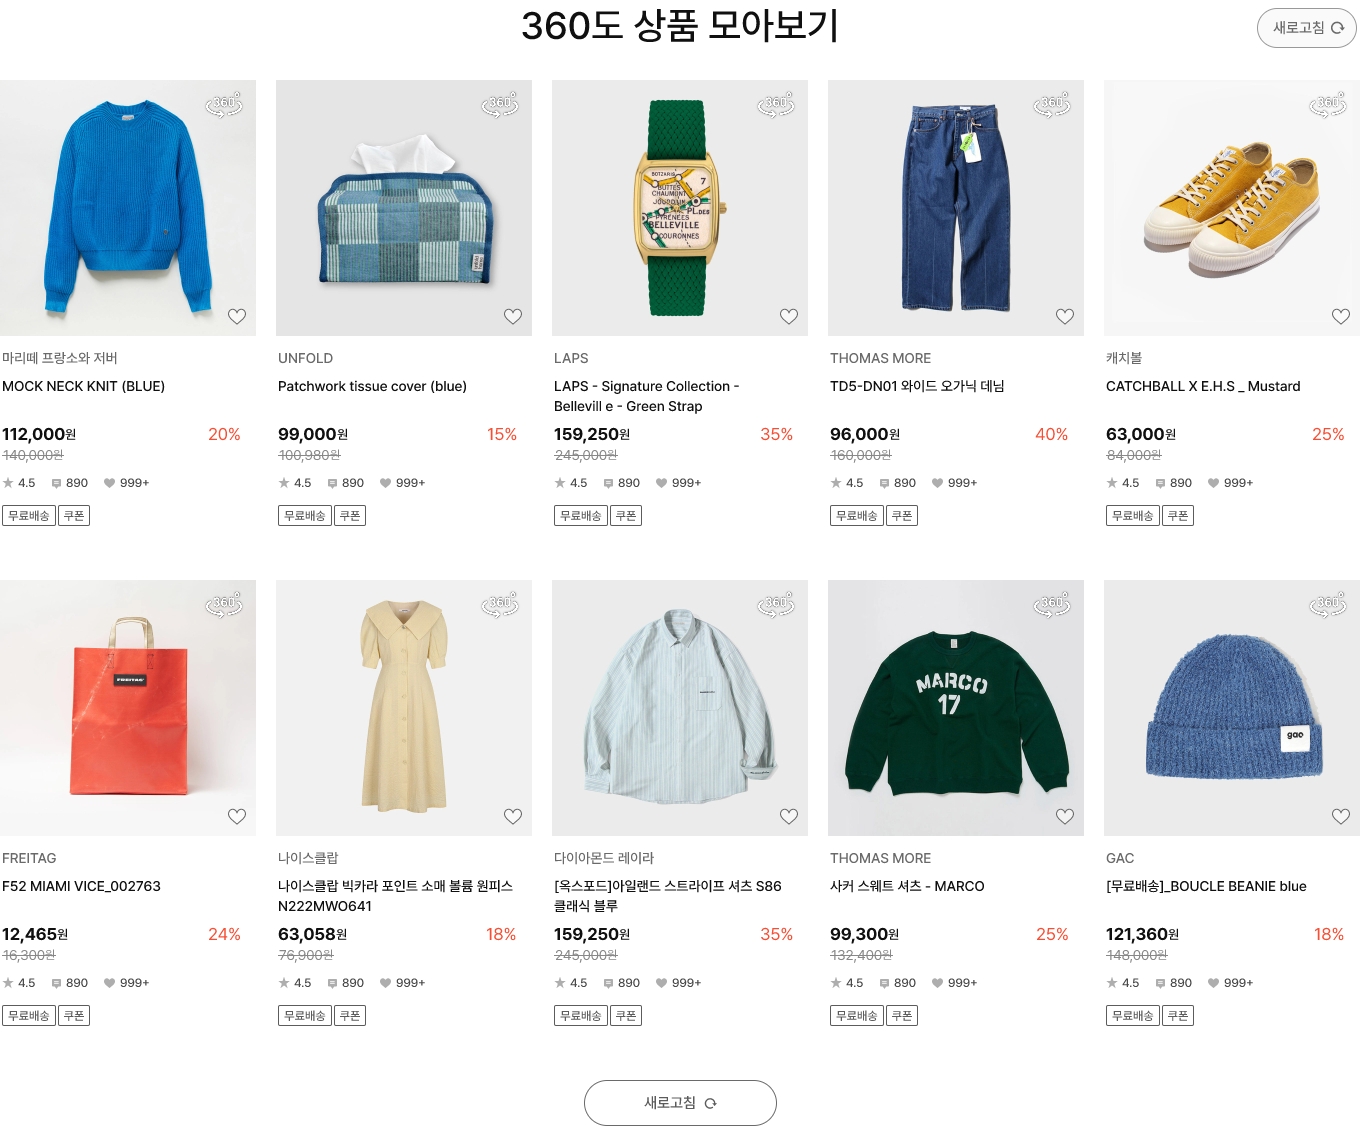 360도 상품 모아보기
새로고침
360°
360°
360°
360°
360°
BOTZARIS
7
BUTTES
CHAUMONT
JOURDAIN
PL.DES
PYRENEES
BELLEVILLE
COURONNES
마리떼 프랑소와 저버
MOCK NECK KNIT (BLUE)
112,000원
20%
140,000원
4.5 890 999+
무료배송 쿠폰
UNFOLD
Patchwork tissue cover (blue)
99,000원
15%
100,980원
4.5 890 999+
무료배송 쿠폰
LAPS
LAPS - Signature Collection -
Bellevill e - Green Strap
159,250원
35%
245,000원
4.5 890 999+
무료배송 쿠폰
THOMAS MORE
TD5-DN01 와이드 오가닉 데님
96,000원
40%
160,000원
4.5 890 999+
무료배송 쿠폰
캐치볼
CATCHBALL X E.H.S _ Mustard
63,000원
25%
84,000원
4.5 890 999+
무료배송 쿠폰
360°
360°
360°
360°
360°
FREITAG
MARCO
17
gac
FREITAG
F52 MIAMI VICE_002763
12,465원
24%
16,300원
4.5 890 999+
무료배송 쿠폰
나이스클랍
나이스클랍 빅카라 포인트 소매 볼륨 원피스
N222MWO641
63,058원
18%
76,900원
4.5 890 999+
무료배송 쿠폰
다이아몬드 레이라
[옥스포드]아일랜드 스트라이프 셔츠 S86
클래식 블루
159,250원
35%
245,000원
4.5 890 999+
무료배송 쿠폰
THOMAS MORE
사커 스웨트 셔츠 - MARCO
99,300원
25%
132,400원
4.5 890 999+
무료배송 쿠폰
GAC
[무료배송]_BOUCLE BEANIE blue
121,360원
18%
148,000원
4.5 890 999+
무료배송 쿠폰
새로고침